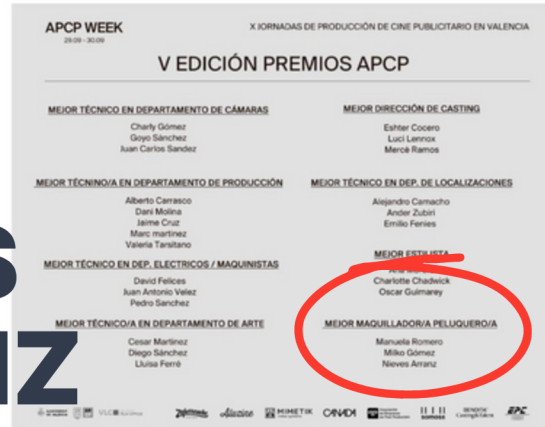 APCP WEEK
29.09 - 30.09
X JORNADAS DE PRODUCCIÓN DE CINE PUBLICITARIO EN VALENCIA
V EDICIÓN PREMIOS APCP
MEJOR TÉCNICO EN DEPARTAMENTO DE CÁMARAS
Charly Gómez
Goyo Sánchez
Juan Carlos Sandez
MEJOR TÉCNINO/A EN DEPARTAMENTO DE PRODUCCIÓN
Alberto Carrasco
Dani Molina
Jaime Cruz
Marc martinez
Valeria Tarsitano
MEJOR TÉCNICO EN DEP. ELECTRICOS / MAQUINISTAS
David Felices
Juan Antonio Velez
Pedro Sanchez
MEJOR TÉCNICO/A EN DEPARTAMENTO DE ARTE
Cesar Martinez
Diego Sánchez
Lluisa Ferrè
MEJOR DIRECCIÓN DE CASTING
Eshter Cocero
Luci Lennox
Mercè Ramos
MEJOR TÉCNICO EN DEP. DE LOCALIZACIONES
Alejandro Camacho
Ander Zubiri
Emilio Fenies
MEJOR ESTILISTA
Charlotte Chadwick
Oscar Guimarey
MEJOR MAQUILLADOR/A PELUQUERO/A
Manuela Romero
Milko Gómez
Nieves Arranz
S
IZ
VLC
Aluzine
MIMETIK
CANADA
EPC